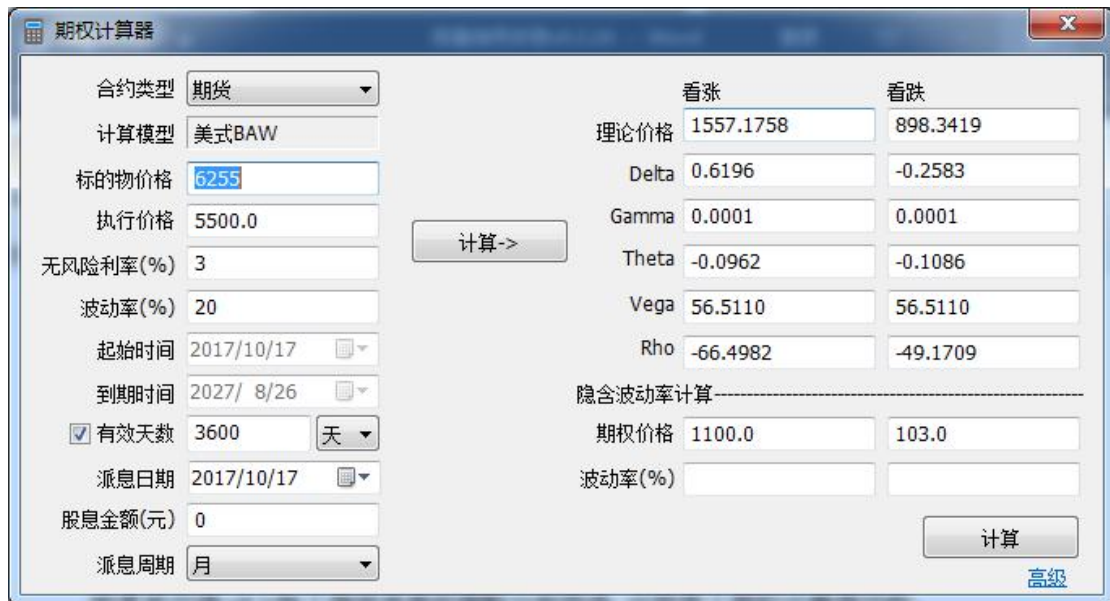 期权计算器
合约类型 期货
计算模型 美式BAW
标的物价格 6255
执行价格 5500.0
无风险利率(%) 3
波动率(%) 20
起始时间 2017/10/17
到期时间 2027/ 8/26
有效天数 3600 天
派息日期 2017/10/17
股息金额(元) 0
派息周期 月
计算->
看涨 看跌
理论价格 1557.1758 898.3419
Delta 0.6196 -0.2583
Gamma 0.0001 0.0001
Theta -0.0962 -0.1086
Vega 56.5110 56.5110
Rho -66.4982 -49.1709
隐含波动率计算--------------------------------------------------------
期权价格 1100.0 103.0
波动率(%)
计算
高级